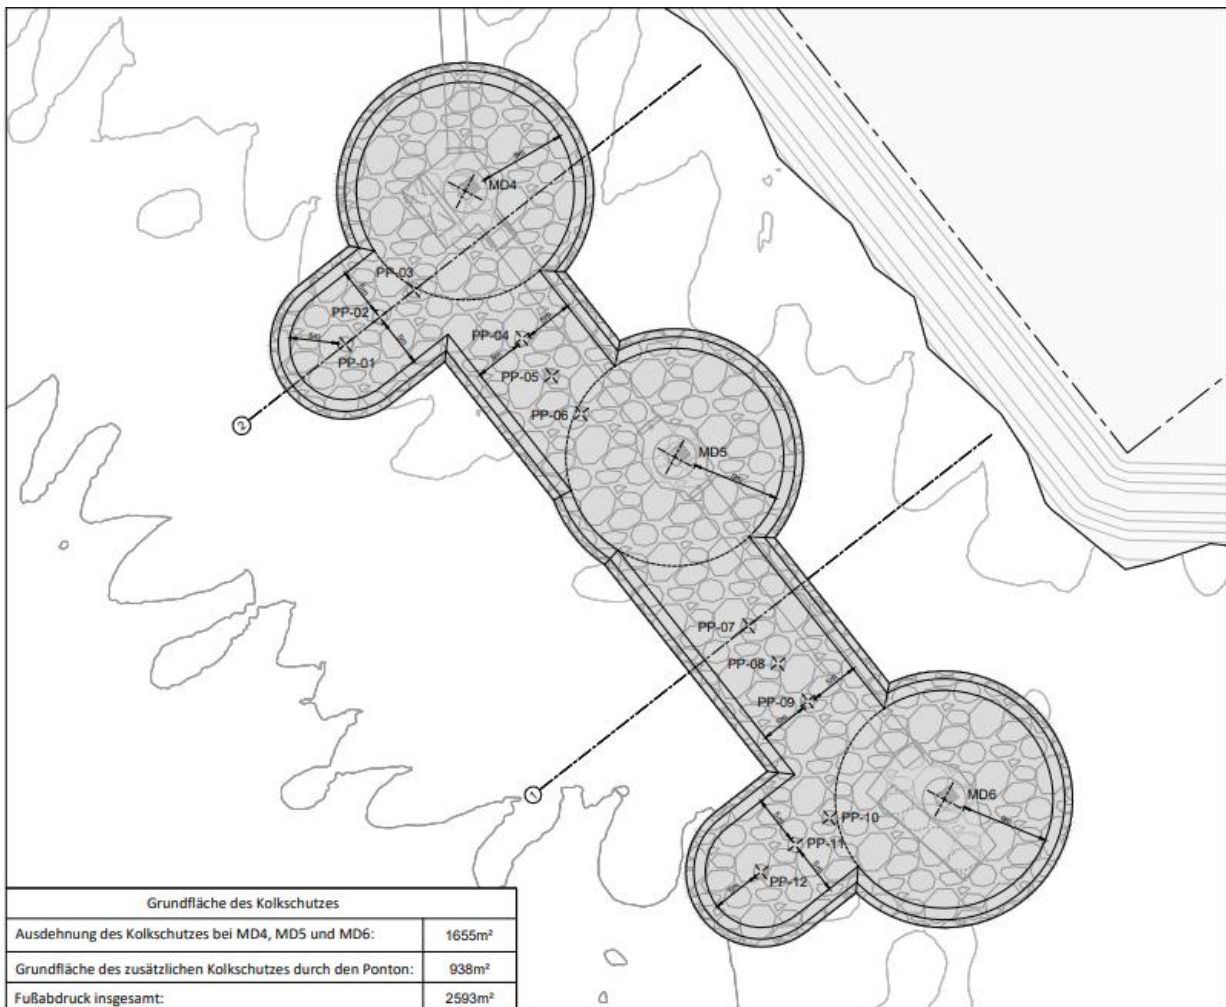 MD4
PP-03
PP-02
PP-01
PP-04
PP-05
PP-06
5m
2
MD5
PP-07
PP-08
PP-09
1
MD6
PP-10
PP-11
PP-12
Grundfläche des Kolkschutzes
Ausdehnung des Kolkschutzes bei MD4, MD5 und MD6: 1655m²
Grundfläche des zusätzlichen Kolkschutzes durch den Ponton: 938m²
Fußabdruck insgesamt: 2593m²